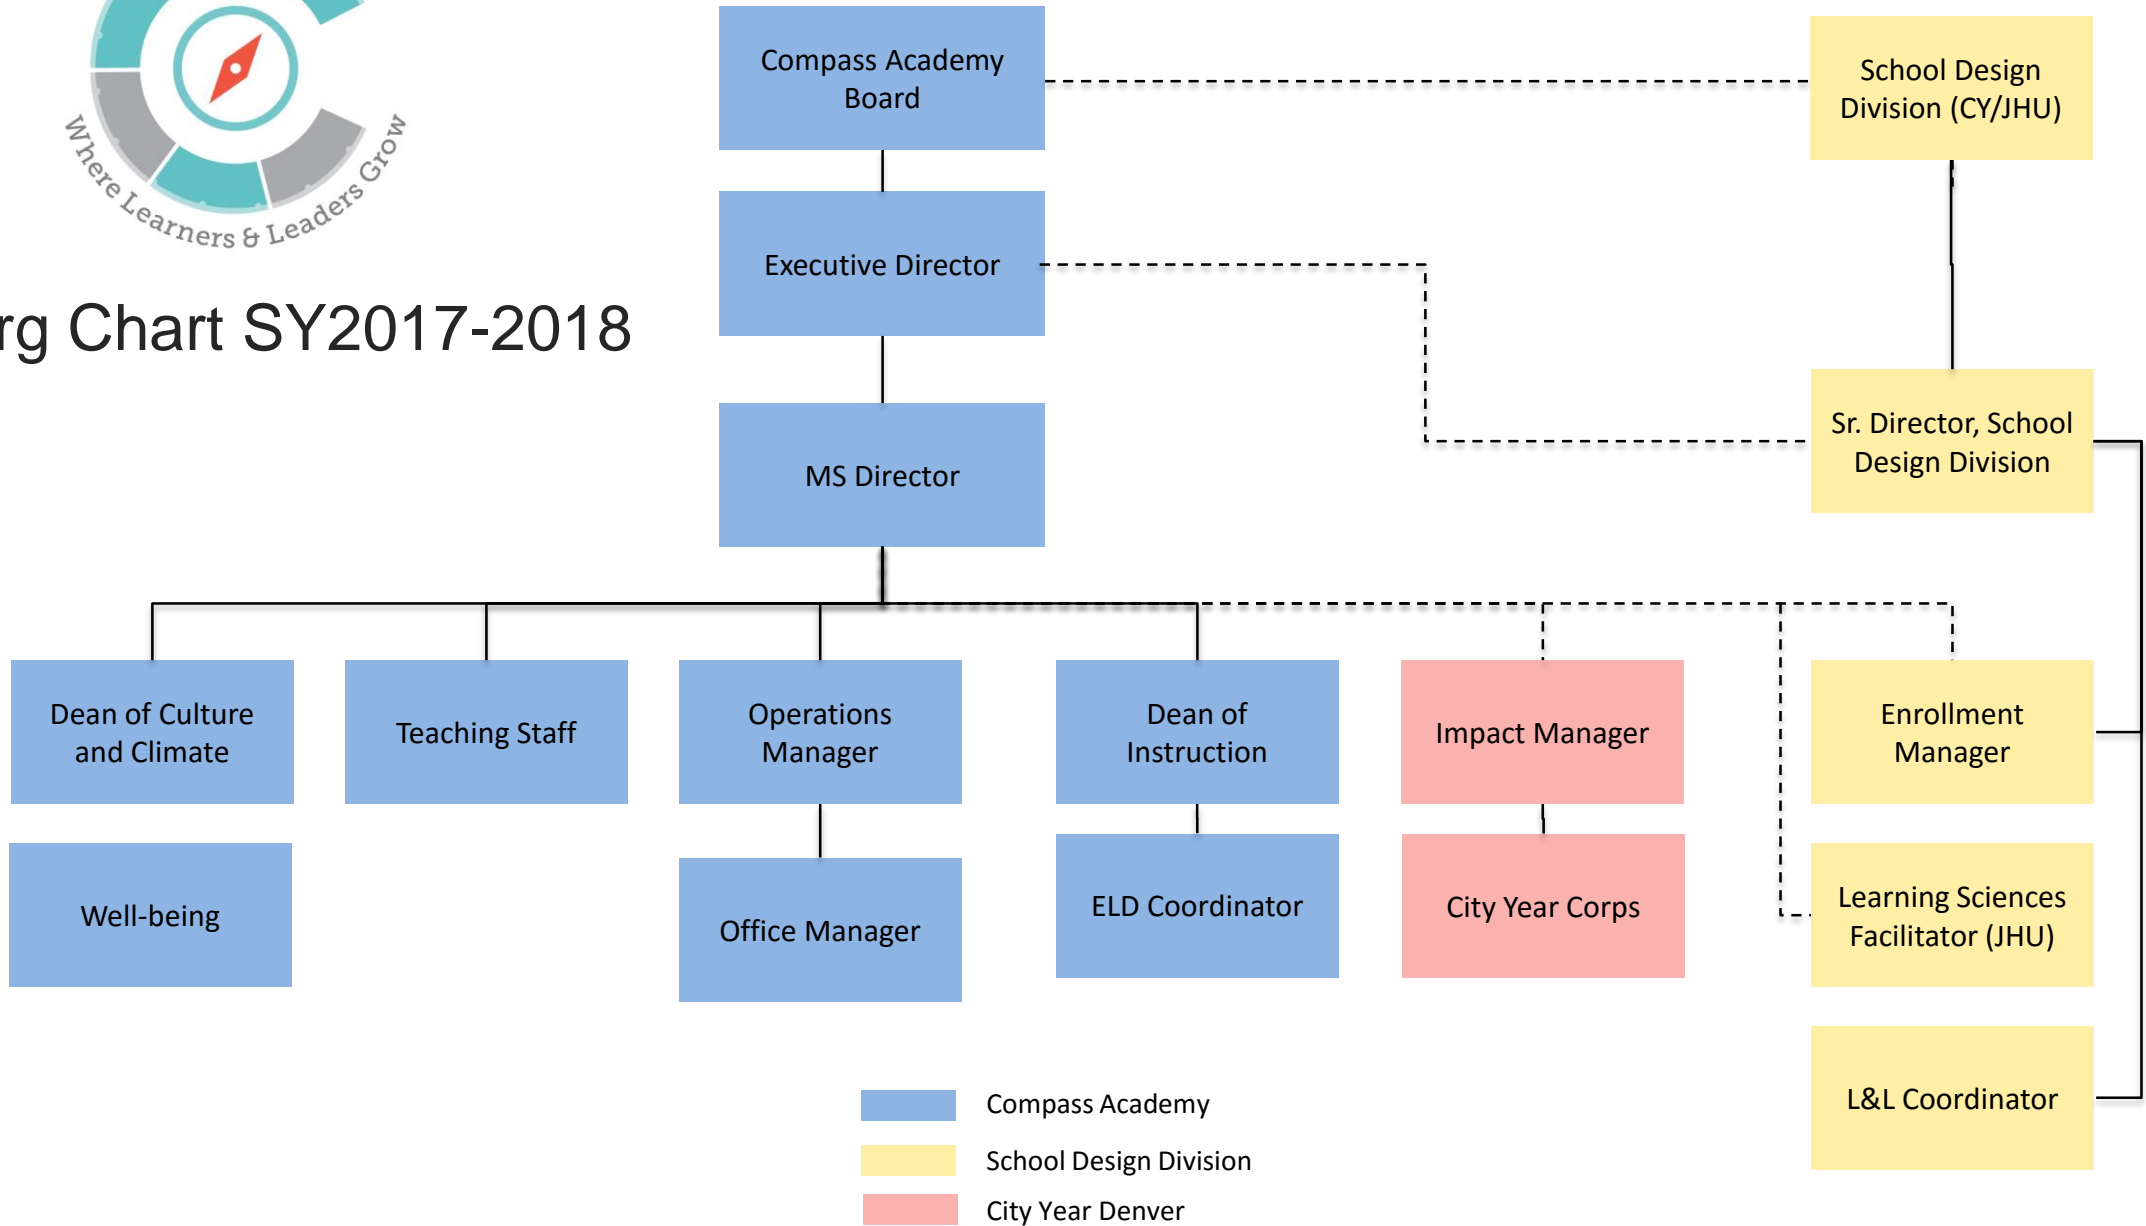 Where Learners & Leaders Grow
rg Chart SY2017-2018
Compass Academy
Board
School Design
Division (CY/JHU)
Executive Director
MS Director
Sr. Director, School
Design Division
Dean of Culture
and Climate
Teaching Staff
Operations
Manager
Dean of
Instruction
Impact Manager
Enrollment
Manager
Well-being
Office Manager
ELD Coordinator
City Year Corps
Learning Sciences
Facilitator (JHU)
L&L Coordinator
Compass Academy
School Design Division
City Year Denver